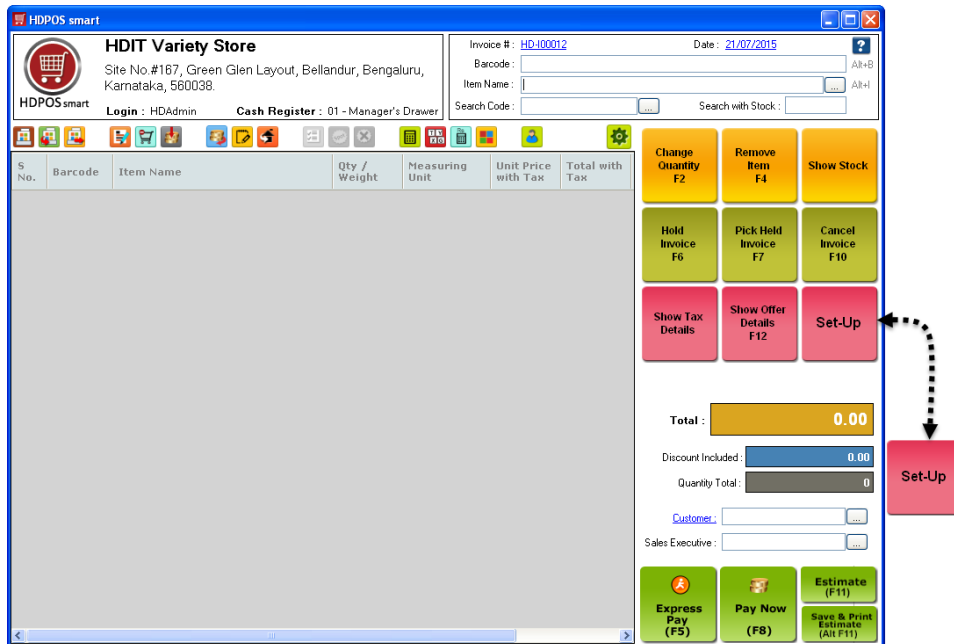 HDPOS smart
HDIT Variety Store
Site No.#167, Green Glen Layout, Bellandur, Bengaluru,
Karnataka, 560038.
HDPOS smart
Login : HDAdmin Cash Register : 01 - Manager's Drawer
Invoice # : HD-I00012 Date : 21/07/2015 ?
Barcode : Alt+B
Item Name : ... Alt+I
Search Code : ... Search with Stock :
S No. Barcode Item Name Qty / Weight Measuring Unit Unit Price with Tax Total with Tax
Change
Quantity
F2
Remove
Item
F4
Show Stock
Hold
Invoice
F6
Pick Held
Invoice
F7
Cancel
Invoice
F10
Show Tax
Details
Show Offer
Details
F12
Set-Up
Total : 0.00
Discount Included : 0.00
Quantity Total : 0
Set-Up
Customer : ...
Sales Executive : ...
Express
Pay
(F5)
Pay Now
(F8)
Estimate
(F11)
Save & Print
Estimate
(Alt F11)